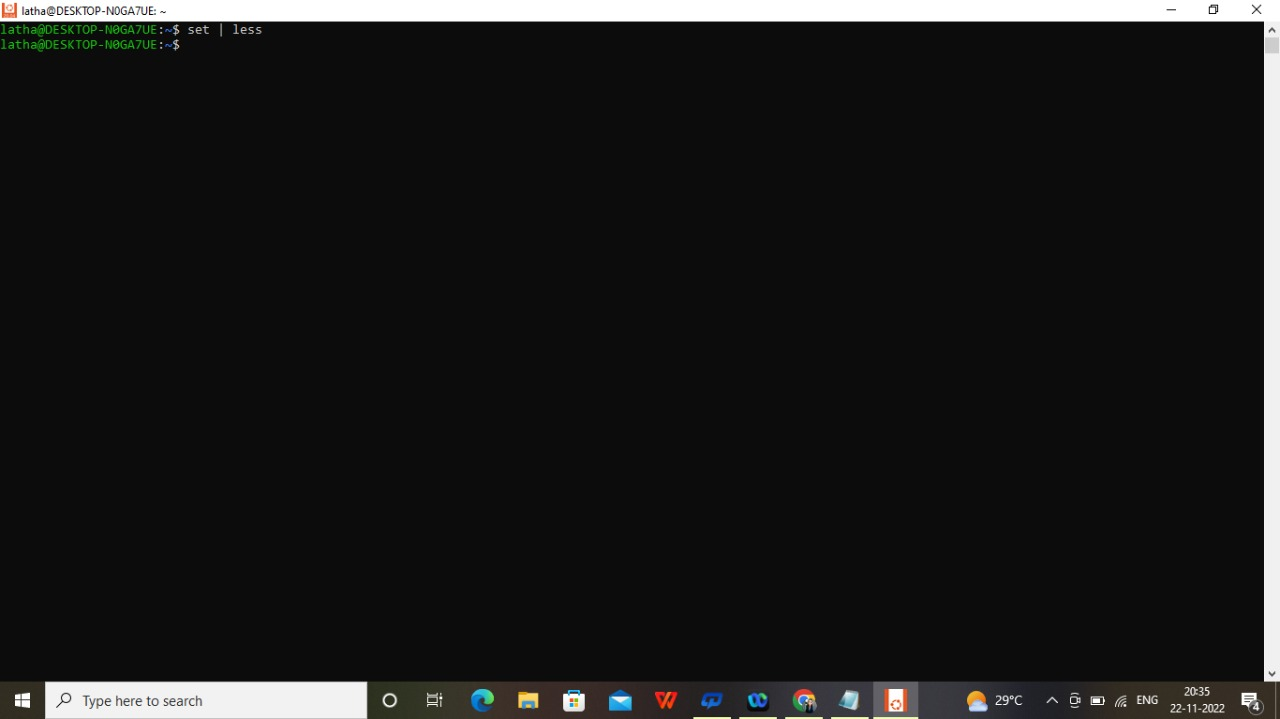 latha@DESKTOP-N0GA7UE: ~
latha@DESKTOP-N0GA7UE:~$ set | less
latha@DESKTOP-N0GA7UE:~$
Type here to search
29°C
ENG
20:35
22-11-2022
4